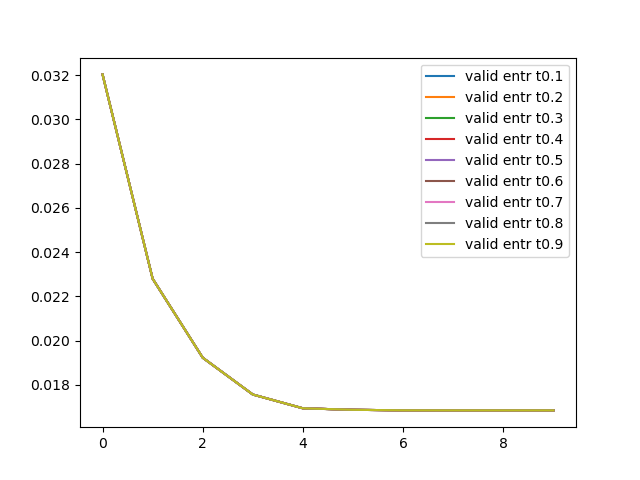 0.032
0.030
0.028
0.026
0.024
0.022
0.020
0.018
0 2 4 6 8
valid entr t0.1
valid entr t0.2
valid entr t0.3
valid entr t0.4
valid entr t0.5
valid entr t0.6
valid entr t0.7
valid entr t0.8
valid entr t0.9